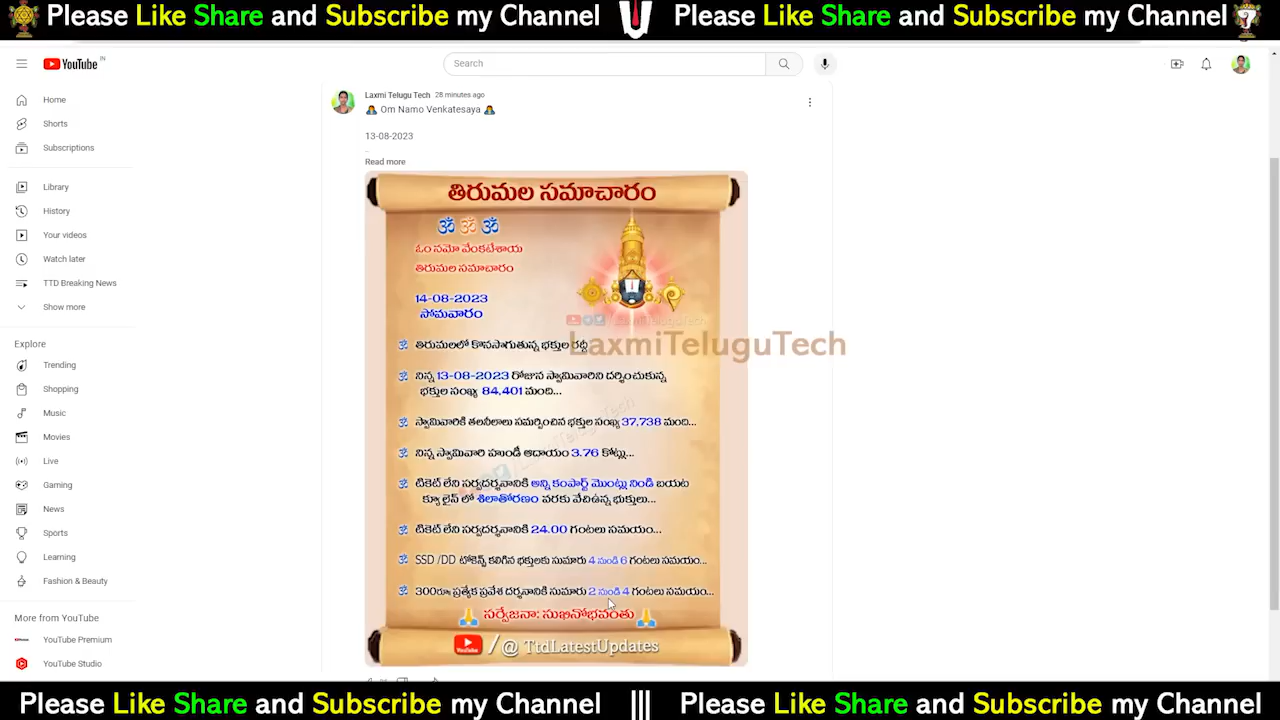 Please Like Share and Subscribe my Channel Please Like Share and Subscribe my Channel
YouTube IN
Search
Home
Shorts
Subscriptions
Library
History
Your videos
Watch later
TTD Breaking News
Show more
Explore
Trending
Shopping
Music
Movies
Live
Gaming
News
Sports
Learning
Fashion & Beauty
More from YouTube
YouTube Premium
YouTube Studio
Laxmi Telugu Tech 28 minutes ago
Om Namo Venkatesaya
13-08-2023
..
Read more
తిరుమల సమాచారం
ૐ ૐ ૐ
ఓం నమో వేంకటేశాయ
తిరుమల సమాచారం
14-08-2023
సోమవారం
LaxmiTeluguTech
తిరుమలలో కొనసాగుతున్న భక్తుల రద్దీ
నిన్న 13-08-2023 రోజున స్వామివారిని దర్శించుకున్న
భక్తుల సంఖ్య 84,401 మంది...
స్వామివారికి తలనీలాలు సమర్పించిన భక్తుల సంఖ్య 37,738 మంది...
నిన్న స్వామివారి హుండీ ఆదాయం 3.76 కోట్లు...
టికెట్ లేని సర్వదర్శనానికి అన్ని కంపార్ట్ మెంట్లు నిండి బయట
క్యూ లైన్ లో శిలాతోరణం వరకు వేచిఉన్న భక్తులు...
టికెట్ లేని సర్వదర్శనానికి 24.00 గంటలు సమయం...
SSD /DD టోకెన్స్ కలిగిన భక్తులకు సుమారు 4 నుండి 6 గంటలు సమయం...
300రూ ప్రత్యేక ప్రవేశ దర్శనానికి సుమారు 2 నుండి 4 గంటలు సమయం...
సర్వేజనా: సుఖినోభవంతు
YouTube /@ TtdLatestUpdates
Please Like Share and Subscribe my Channel ||| Please Like Share and Subscribe my Channel